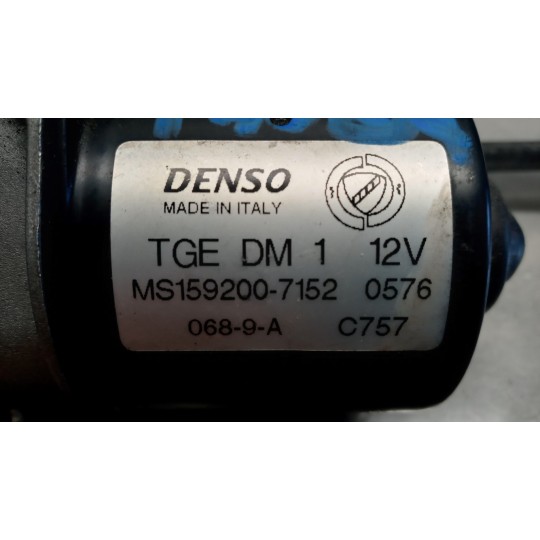 DENSO
MADE IN ITALY
TGE DM 1 12V
MS159200-7152 0576
068-9-A C757